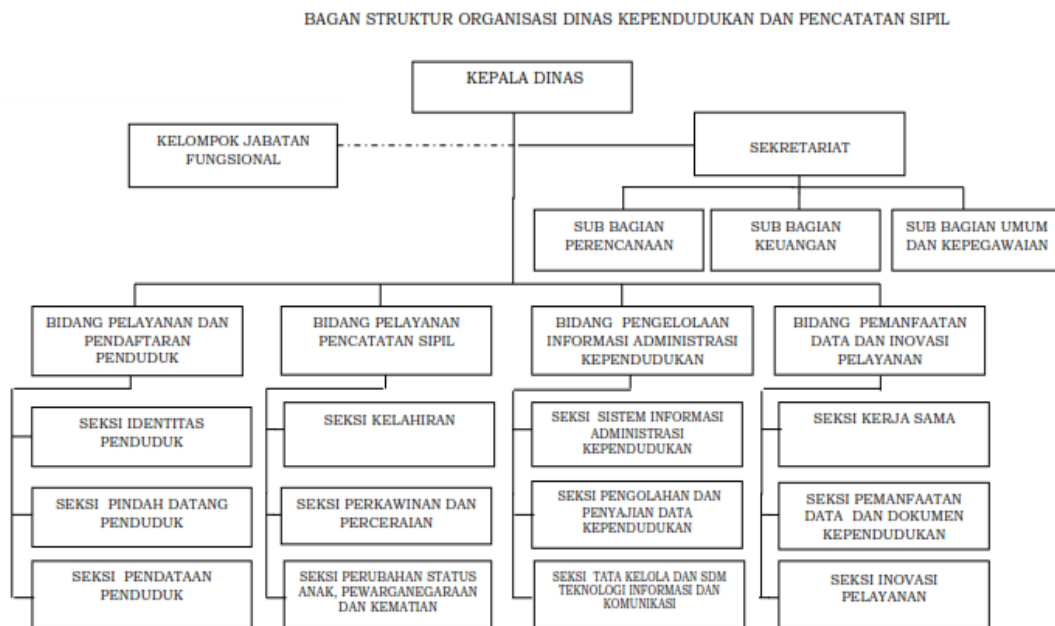 BAGAN STRUKTUR ORGANISASI DINAS KEPENDUDUKAN DAN PENCATATAN SIPIL
KEPALA DINAS
KELOMPOK JABATAN
FUNGSIONAL
SEKRETARIAT
SUB BAGIAN
PERENCANAAN
SUB BAGIAN
KEUANGAN
SUB BAGIAN UMUM
DAN KEPEGAWAIAN
BIDANG PELAYANAN DAN
PENDAFTARAN
PENDUDUK
BIDANG PELAYANAN
PENCATATAN SIPIL
BIDANG PENGELOLAAN
INFORMASI ADMINISTRASI
KEPENDUDUKAN
BIDANG PEMANFAATAN
DATA DAN INOVASI
PELAYANAN
SEKSI IDENTITAS
PENDUDUK
SEKSI KELAHIRAN
SEKSI SISTEM INFORMASI
ADMINISTRASI
KEPENDUDUKAN
SEKSI KERJA SAMA
SEKSI PINDAH DATANG
PENDUDUK
SEKSI PERKAWINAN DAN
PERCERAIAN
SEKSI PENGOLAHAN DAN
PENYAJIAN DATA
KEPENDUDUKAN
SEKSI PEMANFAATAN
DATA DAN DOKUMEN
KEPENDUDUKAN
SEKSI PENDATAAN
PENDUDUK
SEKSI PERUBAHAN STATUS
ANAK, PEWARGANEGARAAN
DAN KEMATIAN
SEKSI TATA KELOLA DAN SDM
TEKNOLOGI INFORMASI DAN
KOMUNIKASI
SEKSI INOVASI
PELAYANAN